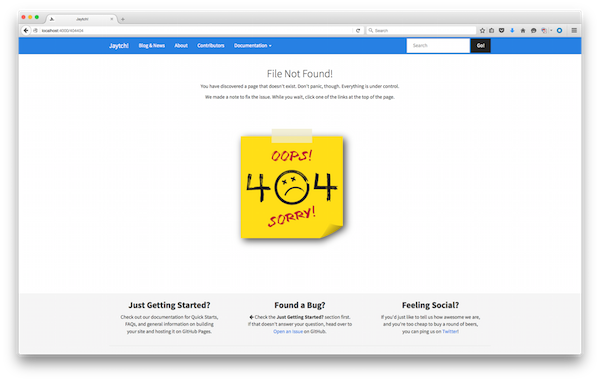 Jaytch!
localhost:4000/404404
Search
Jaytch! Blog & News About Contributors Documentation Search Go!
File Not Found!
You have discovered a page that doesn't exist. Don't panic, though. Everything is under control.
We made a note to fix the issue. While you wait, click one of the links at the top of the page.
OOPS!
404
SORRY!
Just Getting Started?
Check out our documentation for Quick Starts,
FAQs, and general information on building
your site and hosting it on GitHub Pages.
Found a Bug?
Check the Just Getting Started? section first.
If that doesn't answer your question, head over to
Open an issue on GitHub.
Feeling Social?
If you'd just like to tell us how awesome we are,
and you're too cheap to buy a round of beers,
you can ping us on Twitter!